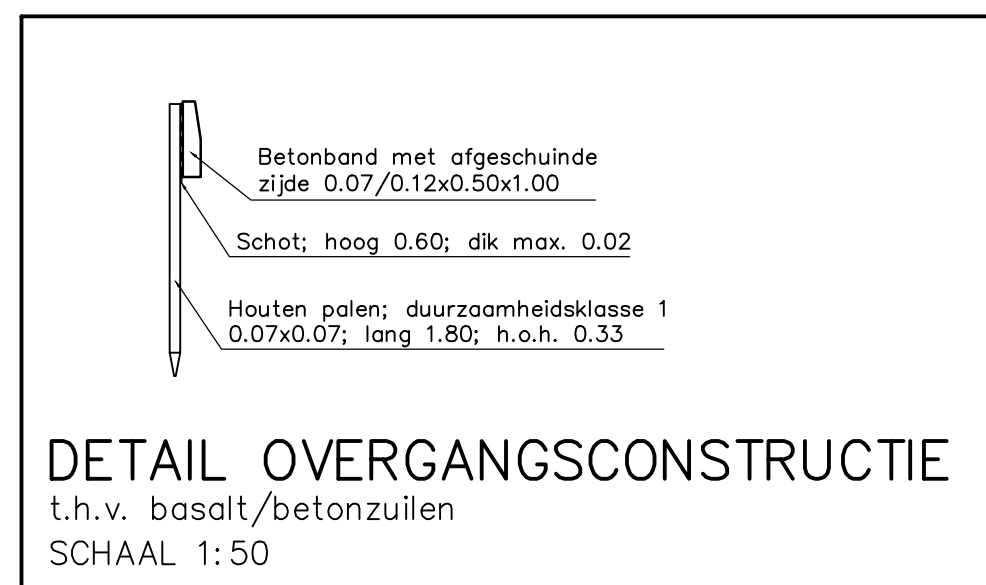 Betonband met afgeschuinde
zijde 0.07/0.12x0.50x1.00
Schot; hoog 0.60; dik max. 0.02
Houten palen; duurzaamheidsklasse 1
0.07x0.07; lang 1.80; h.o.h. 0.33
DETAIL OVERGANGSCONSTRUCTIE
t.h.v. basalt/betonzuilen
SCHAAL 1:50